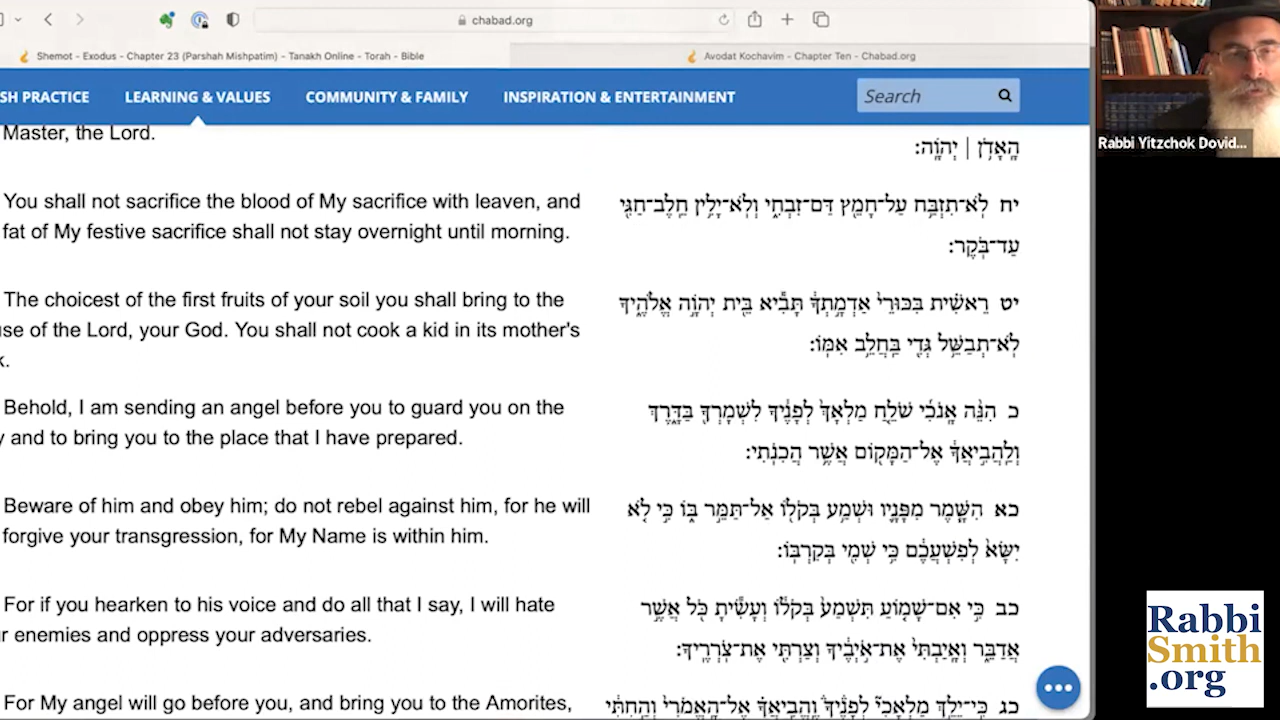 chabad.org
Shemot - Exodus - Chapter 23 (Parshah Mishpatim) - Tanakh Online - Torah - Bible
Avodat Kochavim - Chapter Ten - Chabad.org
SH PRACTICE
LEARNING & VALUES
COMMUNITY & FAMILY
INSPIRATION & ENTERTAINMENT
Search
Rabbi Yitzchok Dovid...
Master, the Lord.
הָֽאָדֹ֥ן | יְהֹוָֽה:
You shall not sacrifice the blood of My sacrifice with leaven, and
fat of My festive sacrifice shall not stay overnight until morning.
יח לֹֽא־תִזְבַּ֥ח עַל־חָמֵ֖ץ דַּם־זִבְחִ֑י וְלֹֽא־יָלִ֥ין חֵֽלֶב־חַגִּ֖י
עַד־בֹּֽקֶר:
The choicest of the first fruits of your soil you shall bring to the
use of the Lord, your God. You shall not cook a kid in its mother's
k.
יט רֵאשִׁ֗ית בִּכּוּרֵי֙ אַדְמָ֣תְךָ֔ תָּבִ֕יא בֵּ֖ית יְהֹוָ֣ה אֱלֹהֶ֑יךָ
לֹֽא־תְבַשֵּׁ֥ל גְּדִ֖י בַּֽחֲלֵ֥ב אִמּֽוֹ:
Behold, I am sending an angel before you to guard you on the
y and to bring you to the place that I have prepared.
כ הִנֵּ֨ה אָֽנֹכִ֜י שֹׁלֵ֤חַ מַלְאָךְ֙ לְפָנֶ֔יךָ לִשְׁמָרְךָ֖ בַּדָּ֑רֶךְ
וְלַֽהֲבִ֣יאֲךָ֔ אֶל־הַמָּק֖וֹם אֲשֶׁ֥ר הֲכִנֹֽתִי:
Beware of him and obey him; do not rebel against him, for he will
forgive your transgression, for My Name is within him.
כא הִשָּׁ֧מֶר מִפָּנָ֛יו וּשְׁמַ֥ע בְּקֹל֖וֹ אַל־תַּמֵּ֣ר בּ֑וֹ כִּ֣י לֹ֤א
יִשָּׂא֙ לְפִשְׁעֲכֶ֔ם כִּ֥י שְׁמִ֖י בְּקִרְבּֽוֹ:
For if you hearken to his voice and do all that I say, I will hate
r enemies and oppress your adversaries.
כב כִּ֣י אִם־שָׁמ֤וֹעַ תִּשְׁמַע֙ בְּקֹל֔וֹ וְעָשִׂ֕יתָ כֹּ֖ל אֲשֶׁ֣ר
אֲדַבֵּ֑ר וְאָֽיַבְתִּי֙ אֶת־אֹ֣יְבֶ֔יךָ וְצַרְתִּ֖י אֶת־צֹֽרְרֶֽיךָ:
For My angel will go before you, and bring you to the Amorites,
כג כִּֽי־יֵלֵ֣ךְ מַלְאָכִי֮ לְפָנֶ֒יךָ֒ וֶֽהֱבִֽיאֲךָ֗ אֶל־הָֽאֱמֹרִי֙ וְהַ֣חִתִּ֔י
Rabbi
Smith
.org